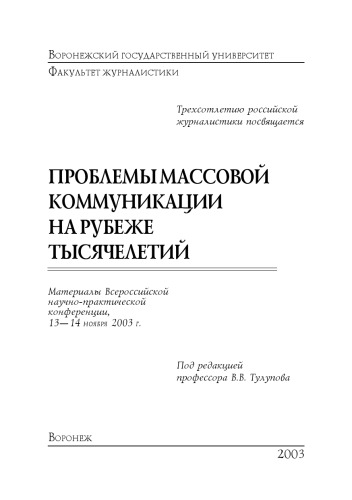 Воронежский государственный университет
Факультет журналистики
Трехсотлетию российской
журналистики посвящается
ПРОБЛЕМЫ МАССОВОЙ
КОММУНИКАЦИИ
НА РУБЕЖЕ
ТЫСЯЧЕЛЕТИЙ
Материалы Всероссийской
научно-практической
конференции,
13—14 ноября 2003 г.
Под редакцией
профессора В.В. Тулупова
Воронеж
2003